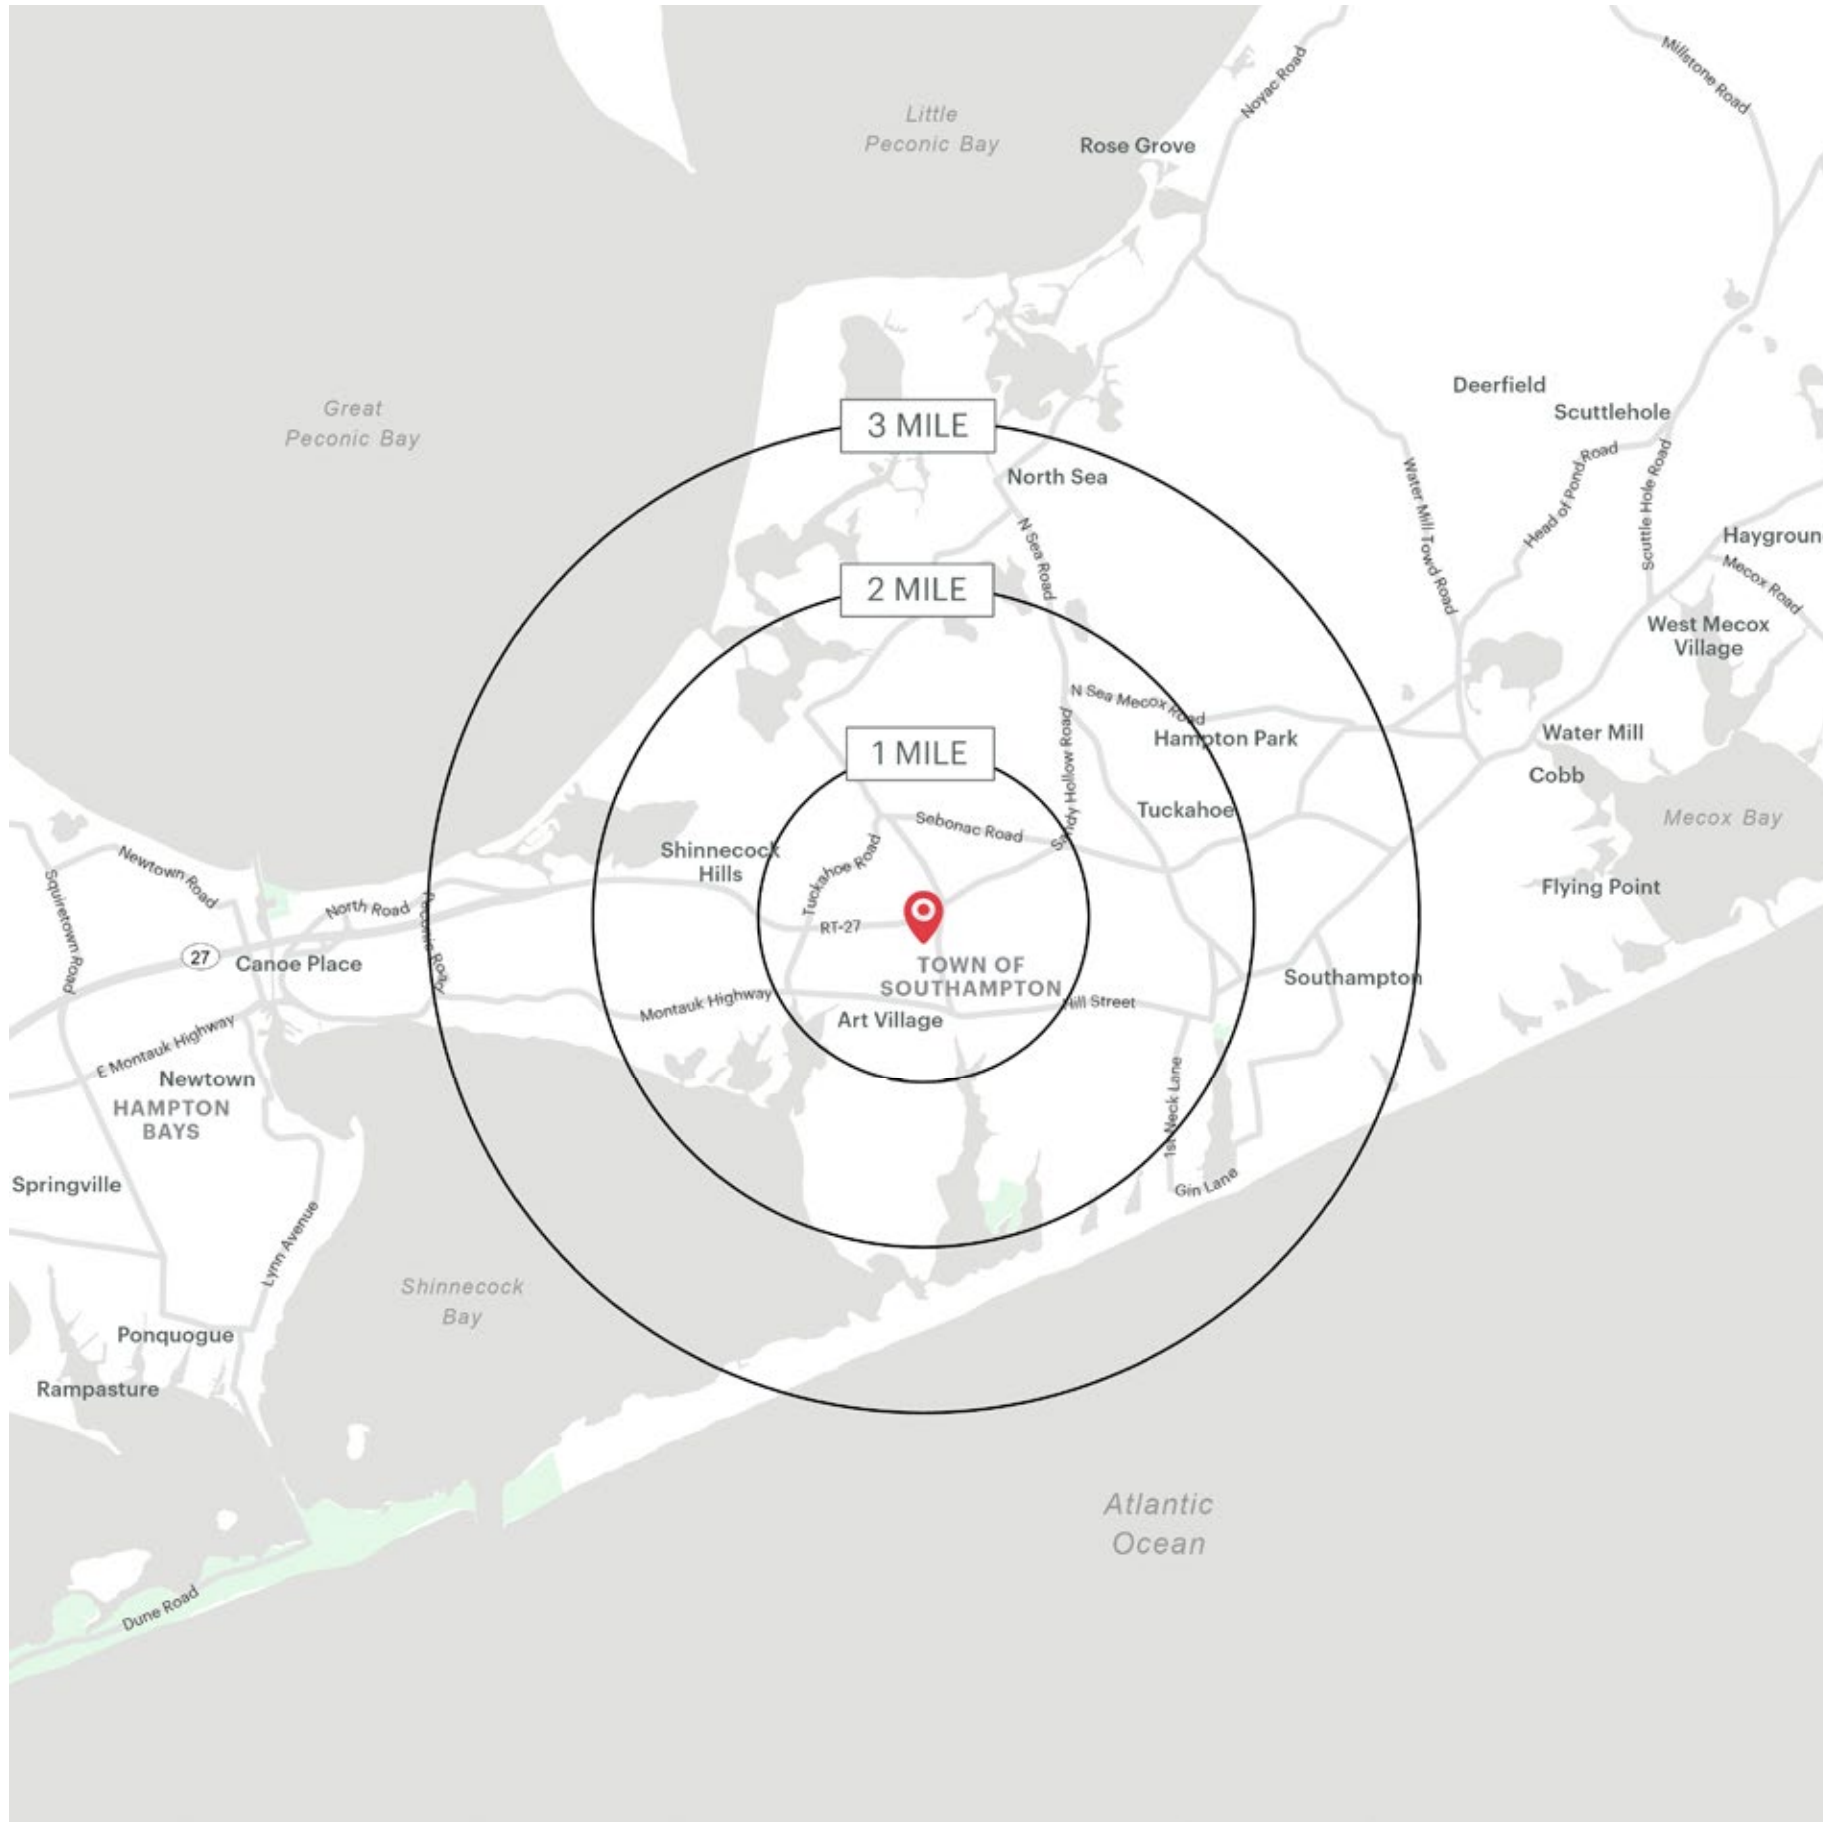 Millstone Road
Noyac Road
Little
Peconic Bay
Rose Grove
Great
Peconic Bay
Deerfield
Scuttlehole
3 MILE
North Sea
Head of Pond Road
Scuttle Hole Road
Water Mill Towd Road
N Sea Road
Haygroun
Mecox Road
2 MILE
West Mecox
Village
N Sea Mecox Road
Hampton Park
Water Mill
1 MILE
Sandy Hollow Road
Cobb
Tuckahoe
Mecox Bay
Sebonac Road
Shinnecock
Hills
Tuckahoe Road
Newtown Road
Squiretown Road
North Road
Peconic Road
Flying Point
RT-27
27
Canoe Place
TOWN OF
SOUTHAMPTON
Southampton
Montauk Highway
Hill Street
Art Village
E Montauk Highway
Newtown
HAMPTON
BAYS
1st Neck Lane
Gin Lane
Springville
Lynn Avenue
Shinnecock
Bay
Ponquogue
Rampasture
Atlantic
Ocean
Dune Road